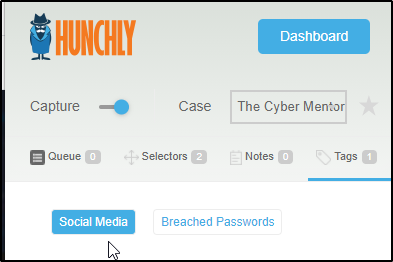 HUNCHLY
Dashboard
Capture Case The Cyber Mentor
Queue 0 Selectors 2 Notes 0 Tags 1
Social Media Breached Passwords